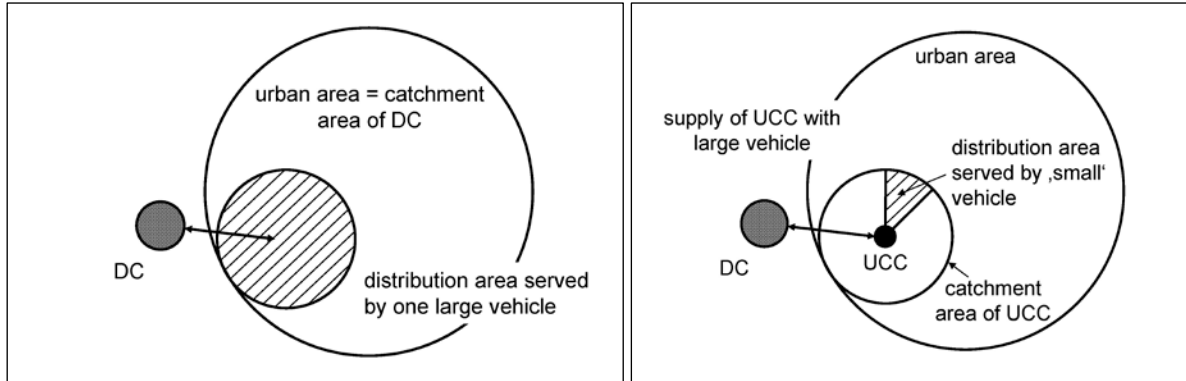 urban area = catchment
area of DC
DC
distribution area served
by one large vehicle
urban area
supply of UCC with
large vehicle
distribution area
served by ‚small‘
vehicle
DC
UCC
catchment
area of UCC